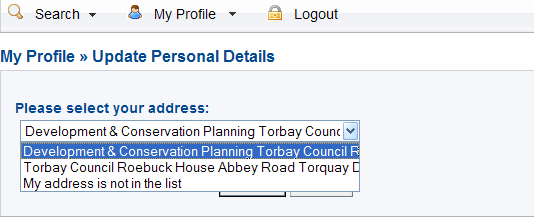 Search My Profile Logout
My Profile » Update Personal Details
Please select your address:
Development & Conservation Planning Torbay Counc
Development & Conservation Planning Torbay Council R
Torbay Council Roebuck House Abbey Road Torquay D
My address is not in the list